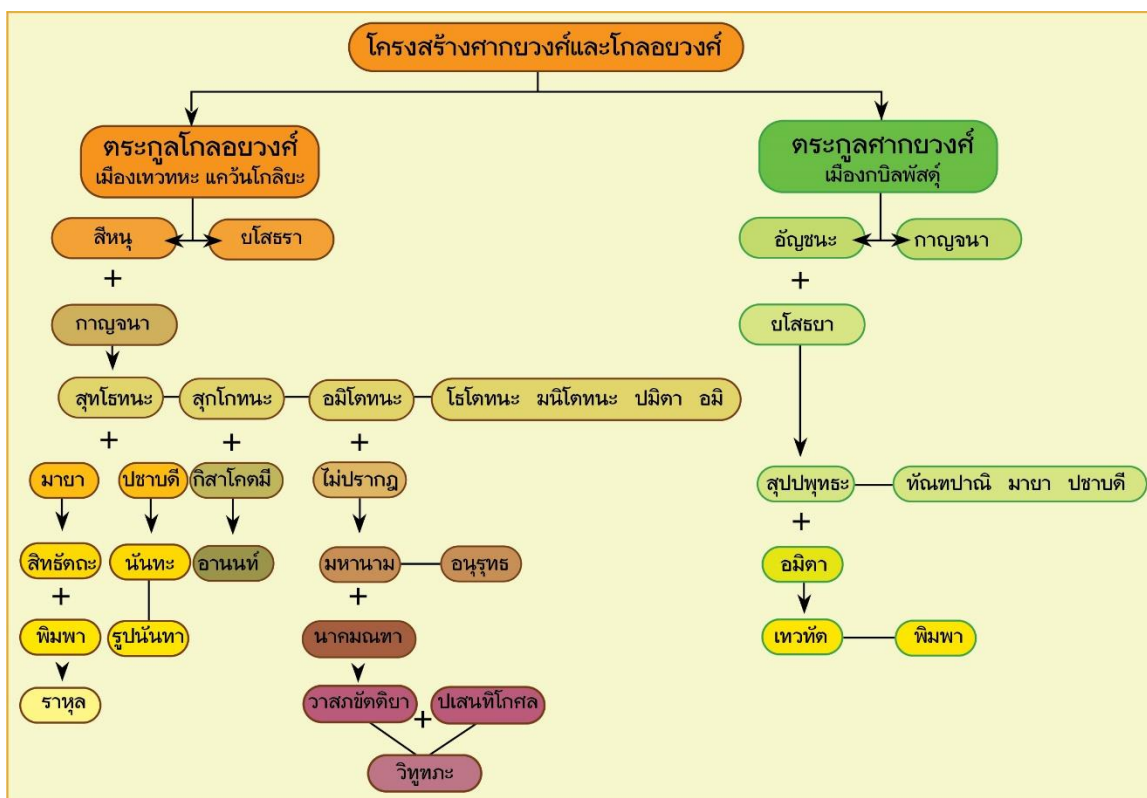 โครงสร้างศากยวงศ์และโกลอยวงศ์
ตระกูลโกลอยวงศ์
เมืองเทวทหะ แคว้นโกลิยะ
ตระกูลศากยวงศ์
เมืองกบิลพัสดุ์
สีหนุ
ยโสธรา
อัญชนะ
กาญจนา
+
+
กาญจนา
ยโสธยา
สุทโธทนะ
สุกโกทนะ
อมิโตทนะ
โธโตทนะ ฆนิโตทนะ ปมิตา อมิ
+
+
+
มายา
ปชาบดี
กิสาโคตมี
ไม่ปรากฎ
สุปปพุทธะ
ทัณฑปาณิ มายา ปชาบดี
+
สิทธัตถะ
นันทะ
อานนท์
มหานาม
อนุรุทธ
อมิตา
+
+
พิมพา
รูปนันทา
นาคมณฑา
เทวทัต
พิมพา
ราหุล
วาสภขัตติยา
+
ปเสนทิโกศล
วิทูฑภะ